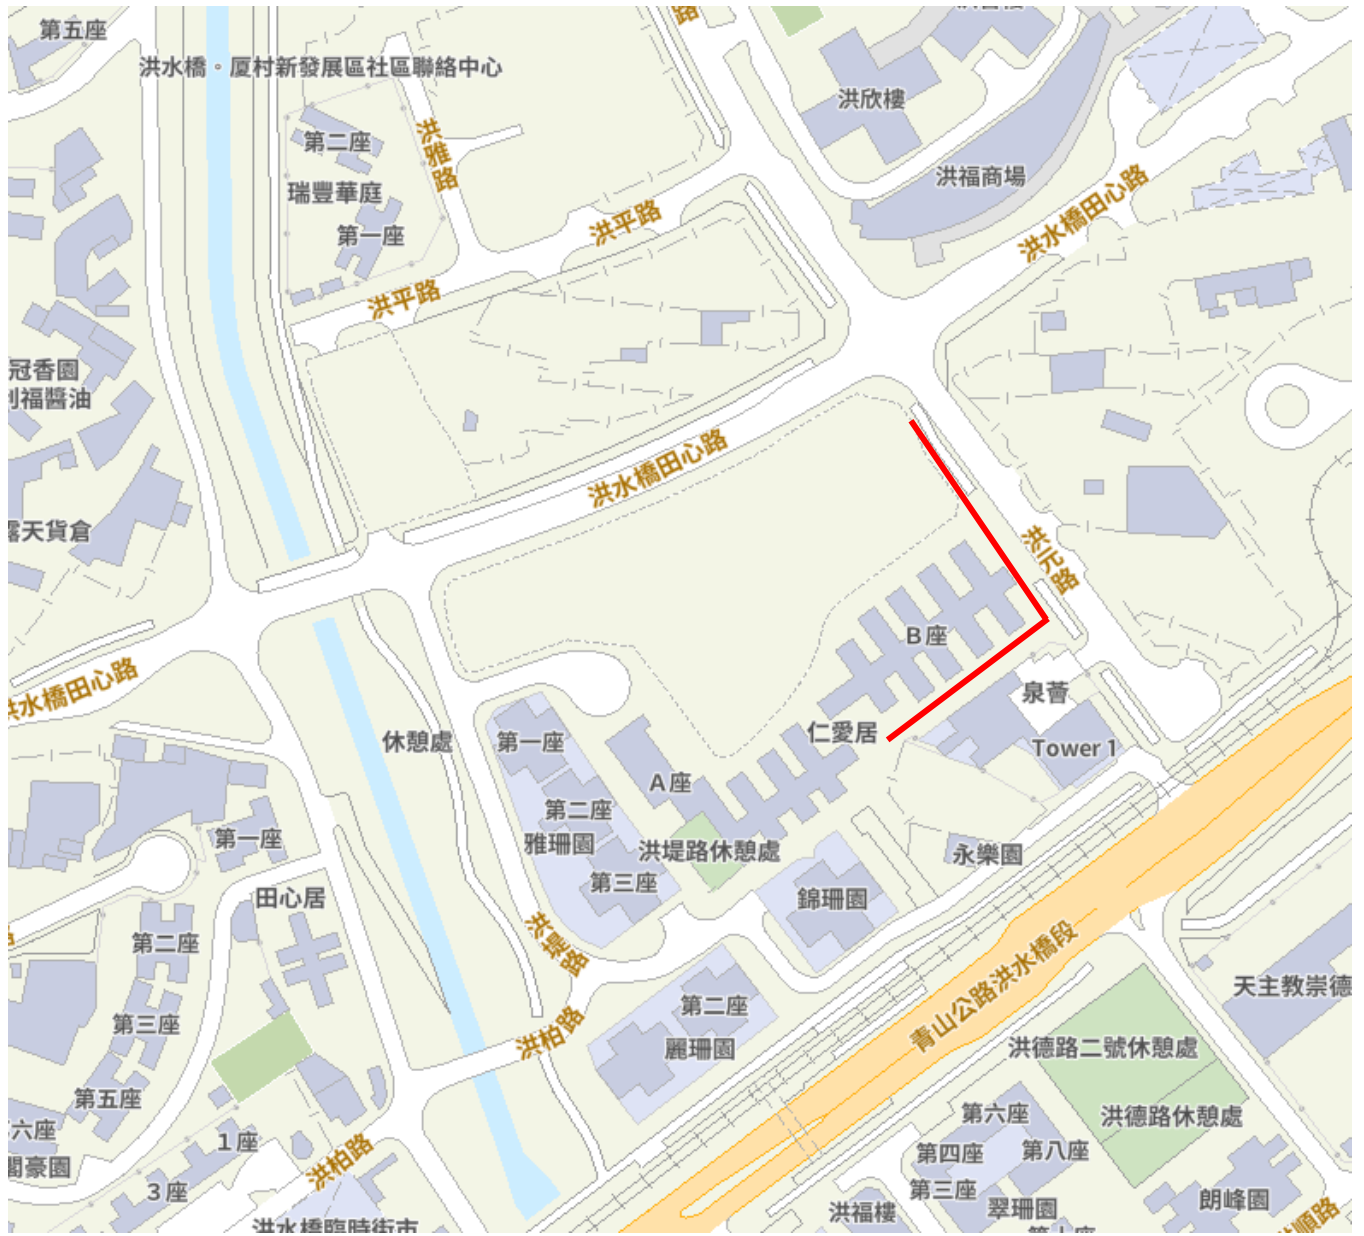 第五座
洪水橋
厦村新發展區社區聯絡中心
路
洪欣樓
第二座
洪雅路
瑞豐華庭
洪福商場
第一座
洪平路
洪水橋田心路
洪平路
冠香園
洪水橋田心路
露天貨倉
洪元路
B座
洪水橋田心路
泉薈
休憩處
第一座
仁愛居
Tower 1
A座
第二座
第一座
雅珊園
洪堤路休憩處
永樂園
第三座
田心居
錦珊園
第二座
洪堤路
青山公路洪水橋段
天主教崇德
第二座
第三座
洪柏路
麗珊園
洪德路二號休憩處
第五座
第六座
洪德路休憩處
六座
1座
第四座
第八座
洪柏路
3座
第三座
翠珊園
朗峰園
洪福樓
洪水橋臨時街市
順路